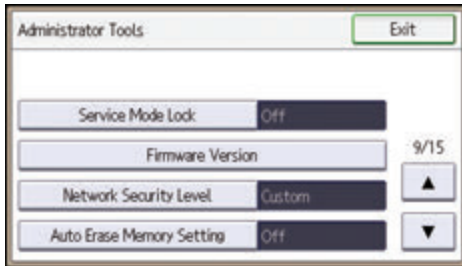 Administrator Tools
Exit
Service Mode Lock
Off
Firmware Version
9/15
Network Security Level
Custom
▲
Auto Erase Memory Setting
Off
▼